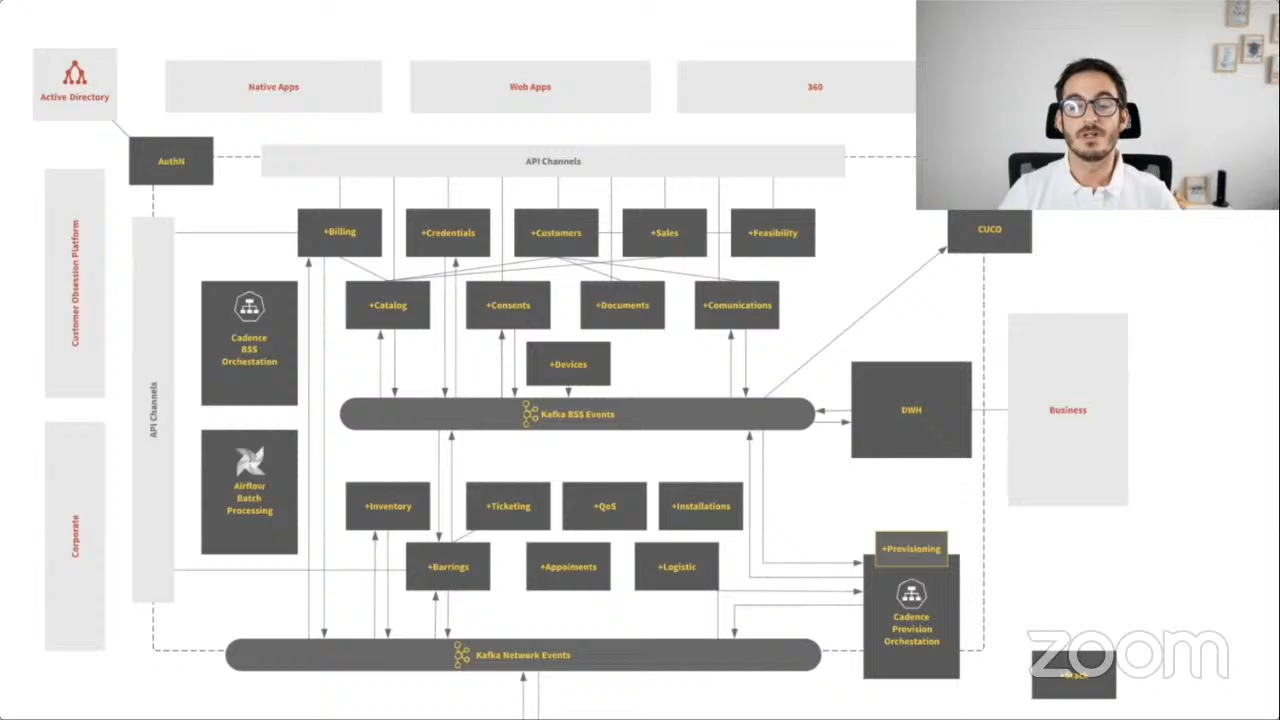 Active Directory
Native Apps
Web Apps
360
AuthN
API Channels
+Billing
+Credentials
+Customers
+Sales
+Feasibility
CUCO
Customer Obsession Platform
Cadence
BSS
Orchestation
+Catalog
+Consents
+Documents
+Comunications
+Devices
API Channels
Kafka BSS Events
DWH
Business
Airflow
Batch
Processing
+Inventory
+Ticketing
+QoS
+Installations
Corporate
+Barrings
+Appoiments
+Logistic
+Provisioning
Cadence
Provision
Orchestation
Kafka Network Events
zoom
+Stack